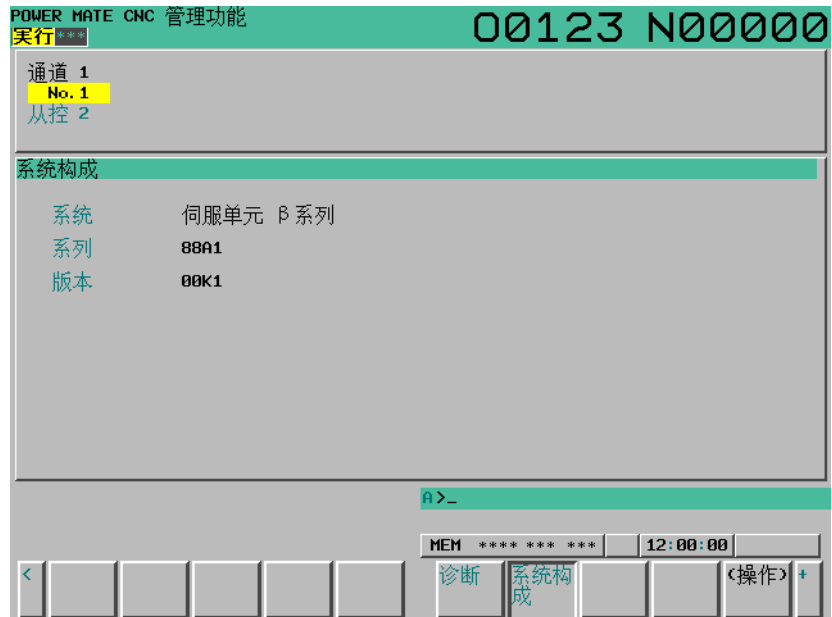 POWER MATE CNC 管理功能
O0123 N00000
实行***
通道 1
No.1
从控 2
系统构成
系统 伺服单元 β系列
系列 88A1
版本 00K1
A>_
MEM **** *** *** 12:00:00
< 诊断 系统构成 (操作) +